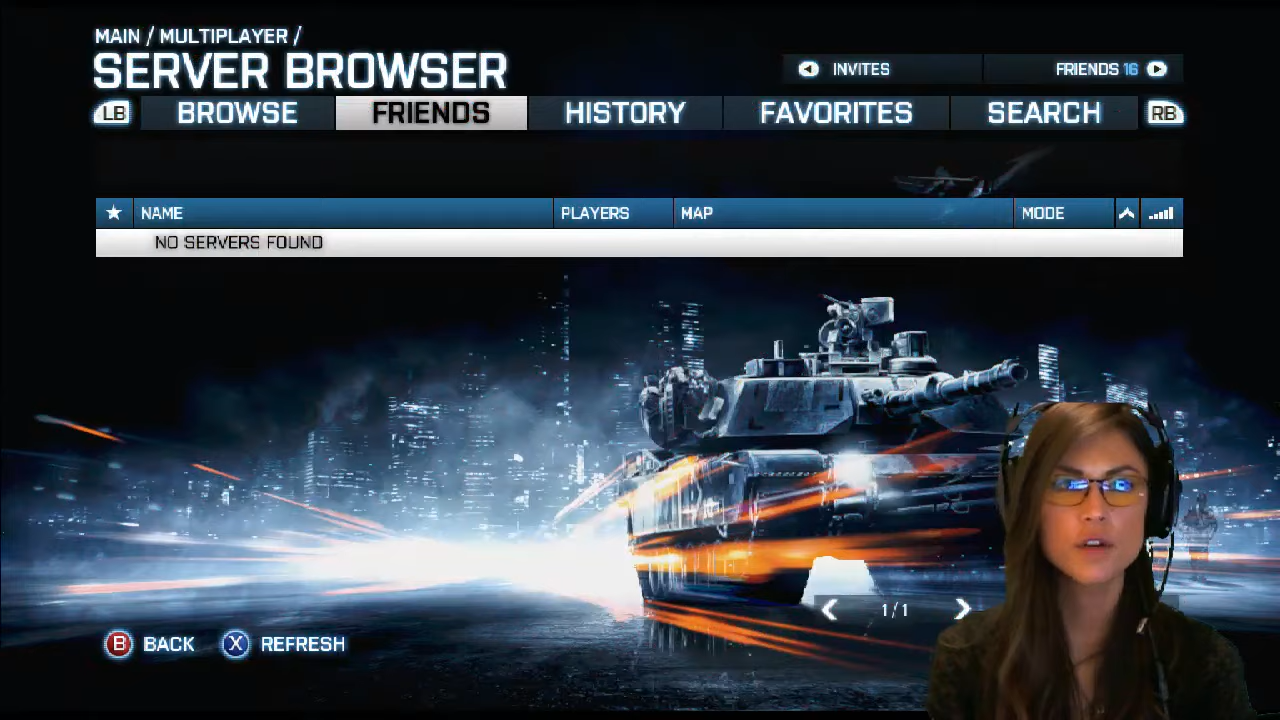 MAIN / MULTIPLAYER /
SERVER BROWSER
INVITES
FRIENDS 16
LB BROWSE FRIENDS HISTORY FAVORITES SEARCH RB
NAME PLAYERS MAP MODE
NO SERVERS FOUND
1/1
B BACK X REFRESH